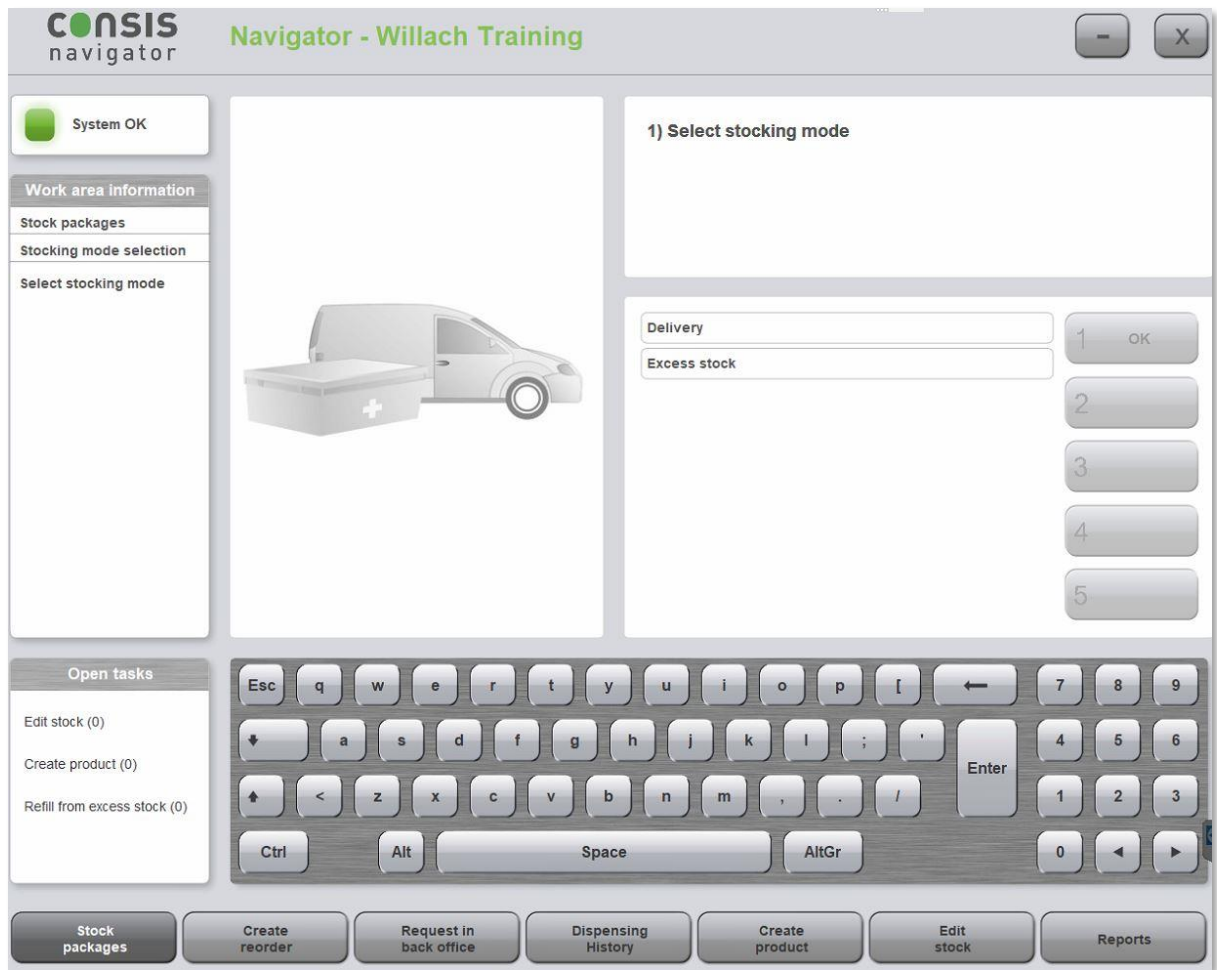 consis
navigator
Navigator - Willach Training
-
X
System OK
Work area information
Stock packages
Stocking mode selection
Select stocking mode
1) Select stocking mode
Delivery
Excess stock
1 OK
2
3
4
5
Open tasks
Edit stock (0)
Create product (0)
Refill from excess stock (0)
Esc q w e r t y u i o p [ ← 7 8 9
a s d f g h j k l ; ' Enter 4 5 6
< z x c v b n m , . / 1 2 3
Ctrl Alt Space AltGr 0
Stock
packages
Create
reorder
Request in
back office
Dispensing
History
Create
product
Edit
stock
Reports